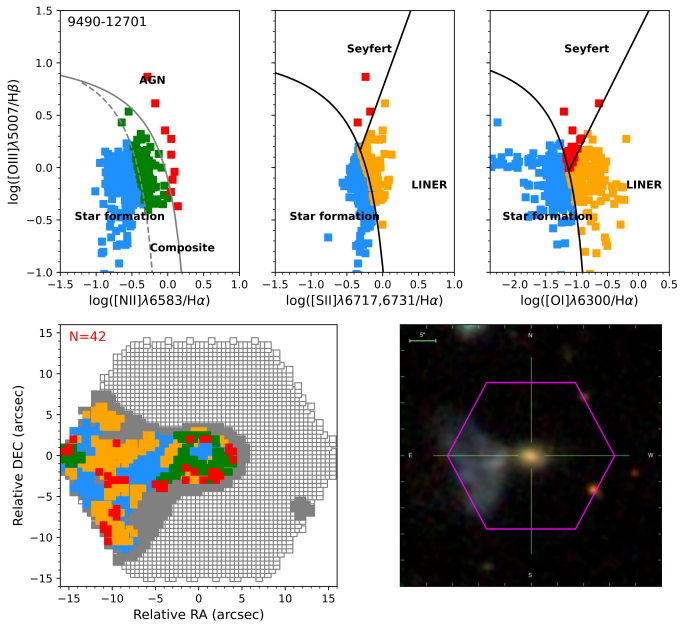 9490-12701
AGN
Star formation
Composite
1.5
1.0
0.5
0.0
−0.5
−1.0
−1.5 −1.0 −0.5 0.0 0.5 1.0
log([OIII]λ5007/Hβ)
log([NII]λ6583/Hα)
Seyfert
LINER
Star formation
−1.5 −1.0 −0.5 0.0 0.5 1.0
log([SII]λ6717,6731/Hα)
Seyfert
LINER
Star formation
−2.0 −1.5 −1.0 −0.5 0.0 0.5
log([OI]λ6300/Hα)
N=42
15
10
5
0
−5
−10
−15
−15 −10 −5 0 5 10 15
Relative DEC (arcsec)
Relative RA (arcsec)
5"
N
E
W
S